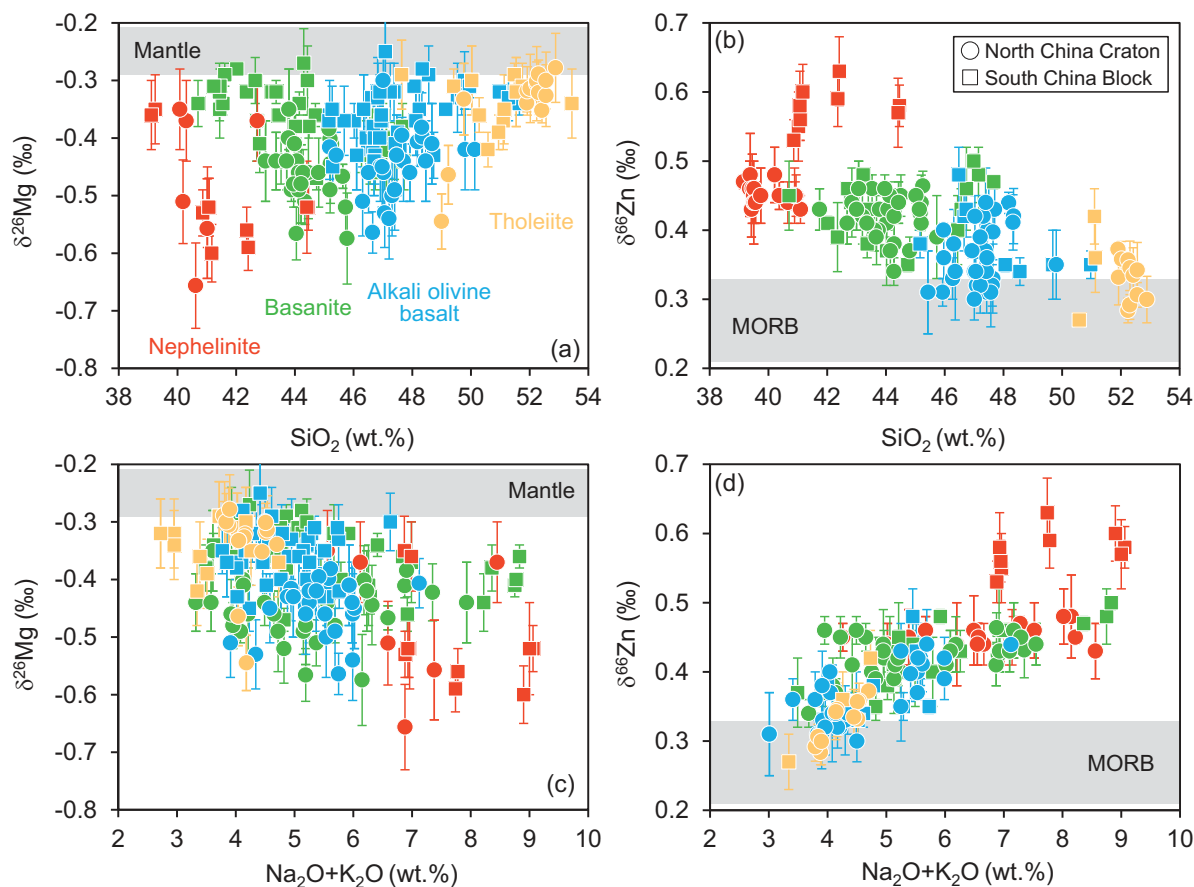 -0.2
-0.3
-0.4
-0.5
-0.6
-0.7
-0.8
δ26Mg (‰)
Mantle
Tholeiite
Basanite
Alkali olivine
basalt
Nephelinite
(a)
38 40 42 44 46 48 50 52 54
SiO2 (wt.%)
0.7
0.6
0.5
0.4
0.3
0.2
δ66Zn (‰)
(b)
North China Craton
South China Block
MORB
38 40 42 44 46 48 50 52 54
SiO2 (wt.%)
-0.2
-0.3
-0.4
-0.5
-0.6
-0.7
-0.8
δ26Mg (‰)
Mantle
(c)
2 3 4 5 6 7 8 9 10
Na2O+K2O (wt.%)
0.7
0.6
0.5
0.4
0.3
0.2
δ66Zn (‰)
(d)
MORB
2 3 4 5 6 7 8 9 10
Na2O+K2O (wt.%)